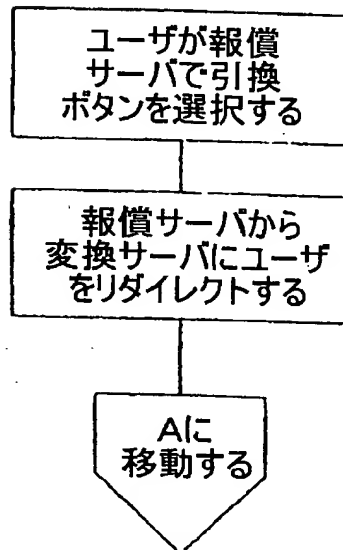 ユーザが報償
サーバで引換
ボタンを選択する
報償サーバから
変換サーバにユーザ
をリダイレクトする
Aに
移動する